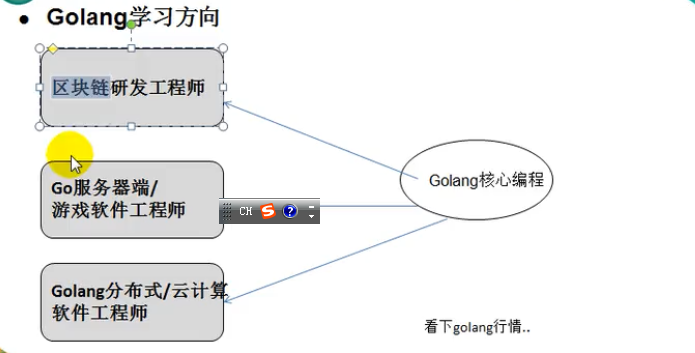 Golang学习方向
区块链研发工程师
Golang核心编程
Go服务器端/
游戏软件工程师
CH
Golang分布式/云计算
软件工程师
看下golang行情..